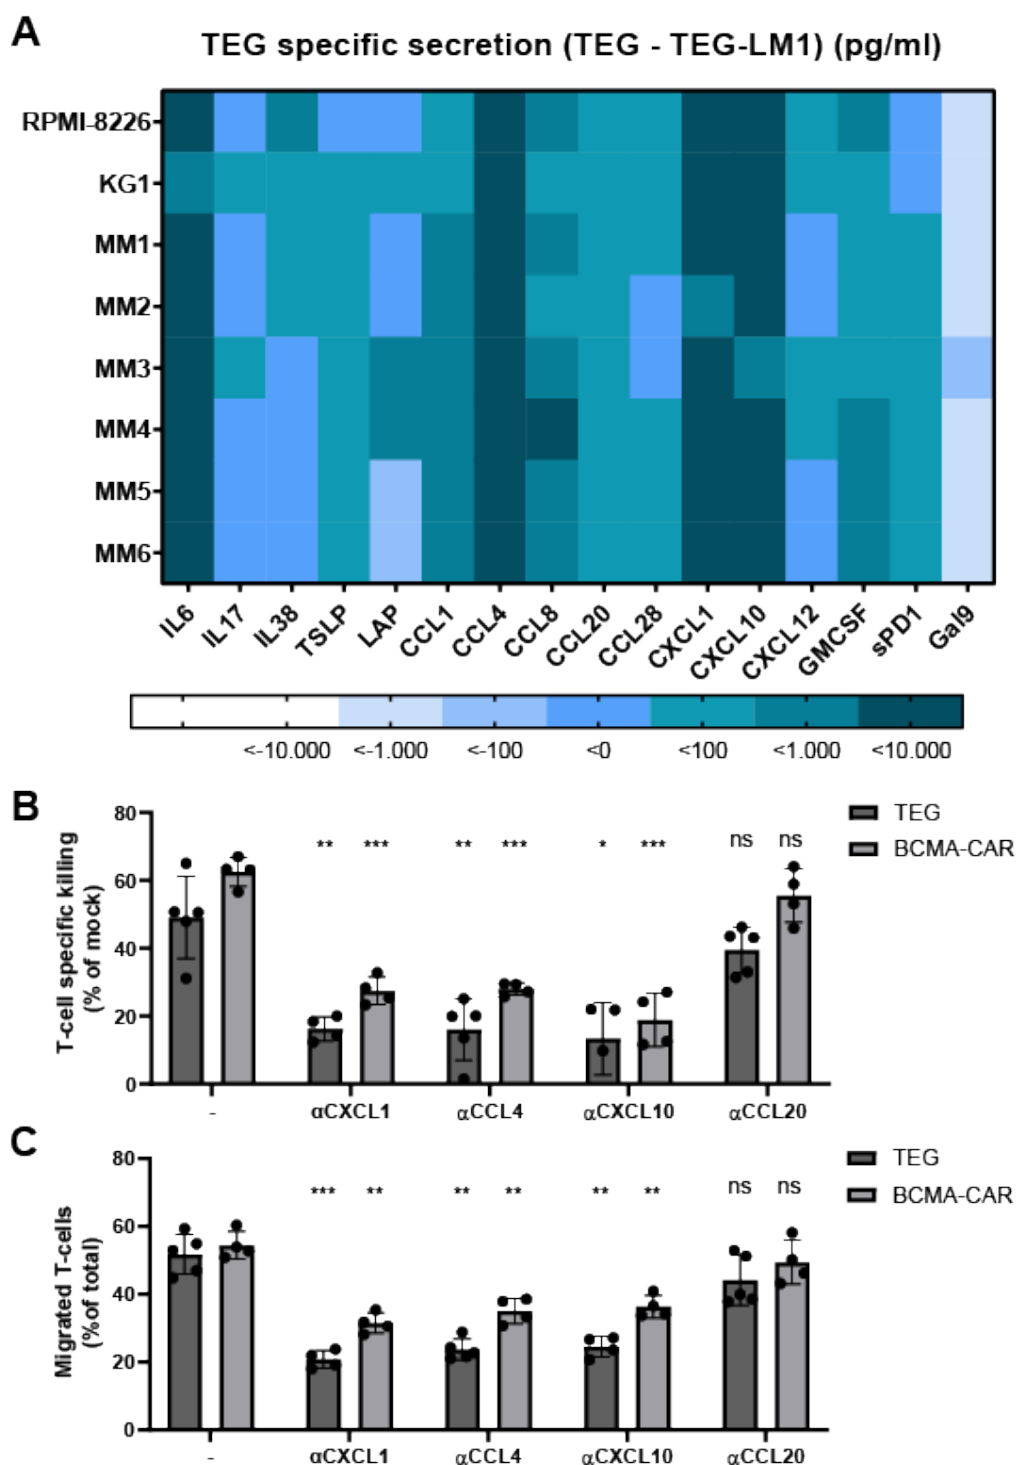 A
TEG specific secretion (TEG - TEG-LM1) (pg/ml)
RPMI-8226
KG1
MM1
MM2
MM3
MM4
MM5
MM6
IL6 IL17 IL38 TSLP LAP CCL1 CCL4 CCL8 CCL20 CCL28 CXCL1 CXCL10 CXCL12 GMCSF sPD1 Gal9
<-10.000 <-1.000 <-100 <0 <100 <1.000 <10.000
B
T-cell specific killing
(% of mock)
80
60
40
20
0
** *** ** *** * *** ns ns
TEG
BCMA-CAR
- αCXCL1 αCCL4 αCXCL10 αCCL20
C
Migrated T-cells
(%of total)
80
60
40
20
0
*** ** ** ** ** ** ns ns
TEG
BCMA-CAR
- αCXCL1 αCCL4 αCXCL10 αCCL20